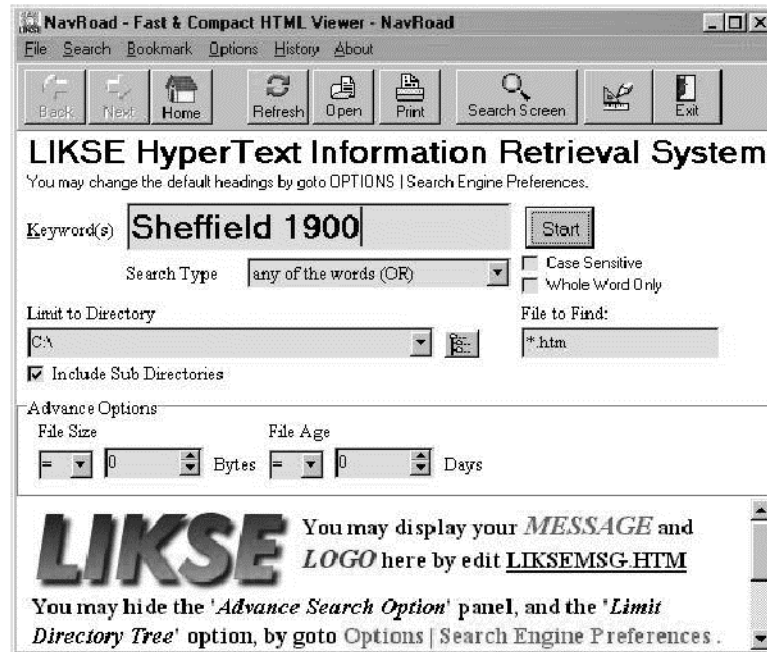 NavRoad - Fast & Compact HTML Viewer - NavRoad
File Search Bookmark Options History About
Back Next Home Refresh Open Print Search Screen Exit
LIKSE HyperText Information Retrieval System
You may change the default headings by goto OPTIONS | Search Engine Preferences.
Keyword(s) Sheffield 1900 Start
Search Type any of the words (OR) Case Sensitive
Whole Word Only
Limit to Directory File to Find:
C:\ *.htm
Include Sub Directories
Advance Options
File Size File Age
= 0 Bytes = 0 Days
LIKSE You may display your MESSAGE and
LOGO here by edit LIKSEMSG.HTM
You may hide the 'Advance Search Option' panel, and the 'Limit
Directory Tree' option, by goto Options | Search Engine Preferences .